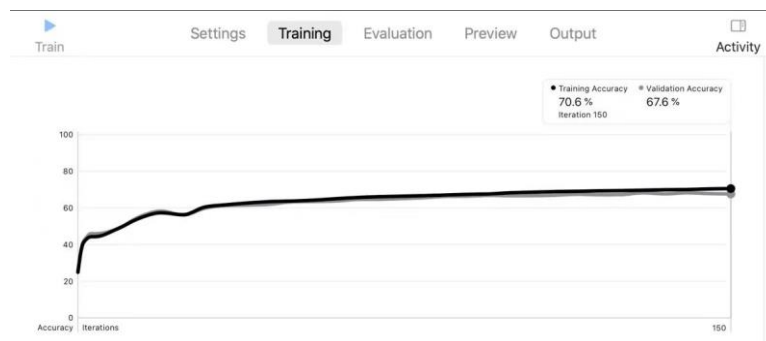 Train
Settings Training Evaluation Preview Output
Activity
Training Accuracy Validation Accuracy
70.6 % 67.6 %
Iteration 150
100
80
60
40
20
0
Accuracy Iterations 150